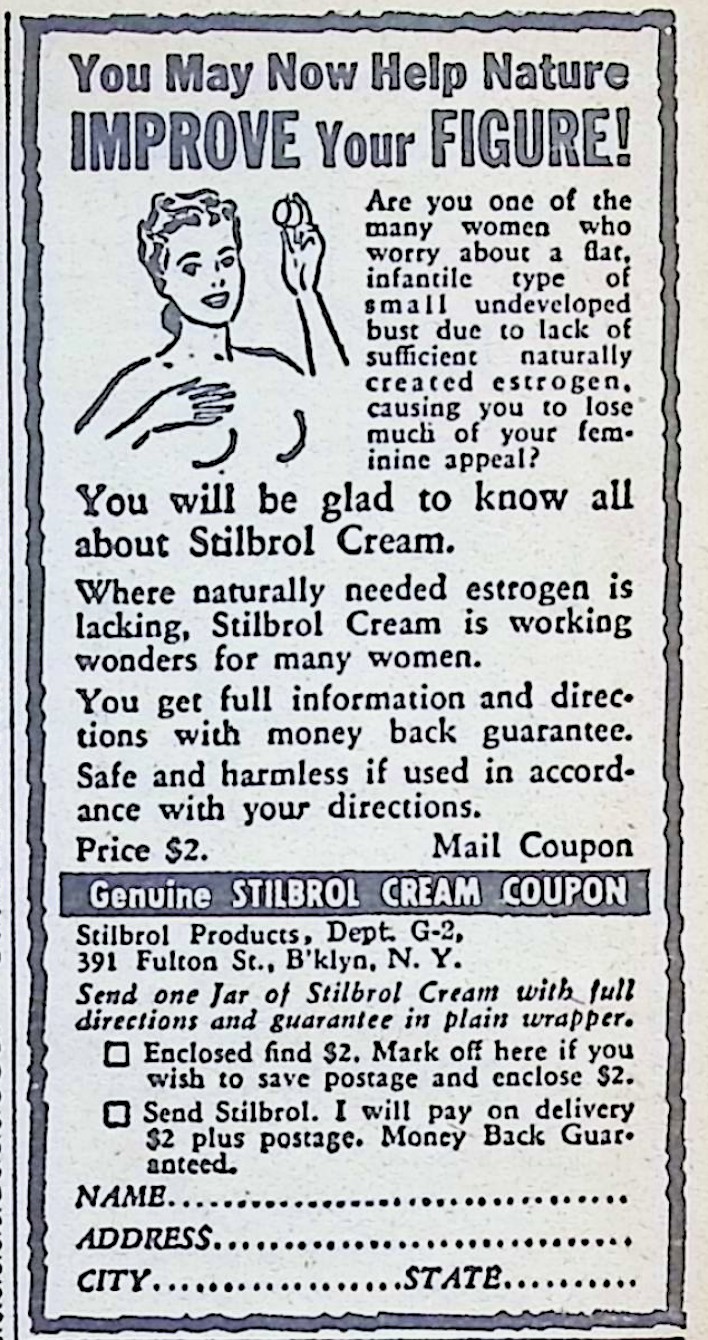 You May Now Help Nature
IMPROVE Your FIGURE!
Are you one of the
many women who
worry about a flat,
infantile type of
small undeveloped
bust due to lack of
sufficient naturally
created estrogen,
causing you to lose
much of your fem-
inine appeal?
You will be glad to know all
about Stilbrol Cream.
Where naturally needed estrogen is
lacking, Stilbrol Cream is working
wonders for many women.
You get full information and direc-
tions with money back guarantee.
Safe and harmless if used in accord-
ance with your directions.
Price $2. Mail Coupon
Genuine STILBROL CREAM COUPON
Stilbrol Products, Dept. G-2,
391 Fulton St., B'klyn, N. Y.
Send one Jar of Stilbrol Cream with full
directions and guarantee in plain wrapper.
☐ Enclosed find $2. Mark off here if you
wish to save postage and enclose $2.
☐ Send Stilbrol. I will pay on delivery
$2 plus postage. Money Back Guar-
anteed.
NAME..................................
ADDRESS..............................
CITY..................STATE..........